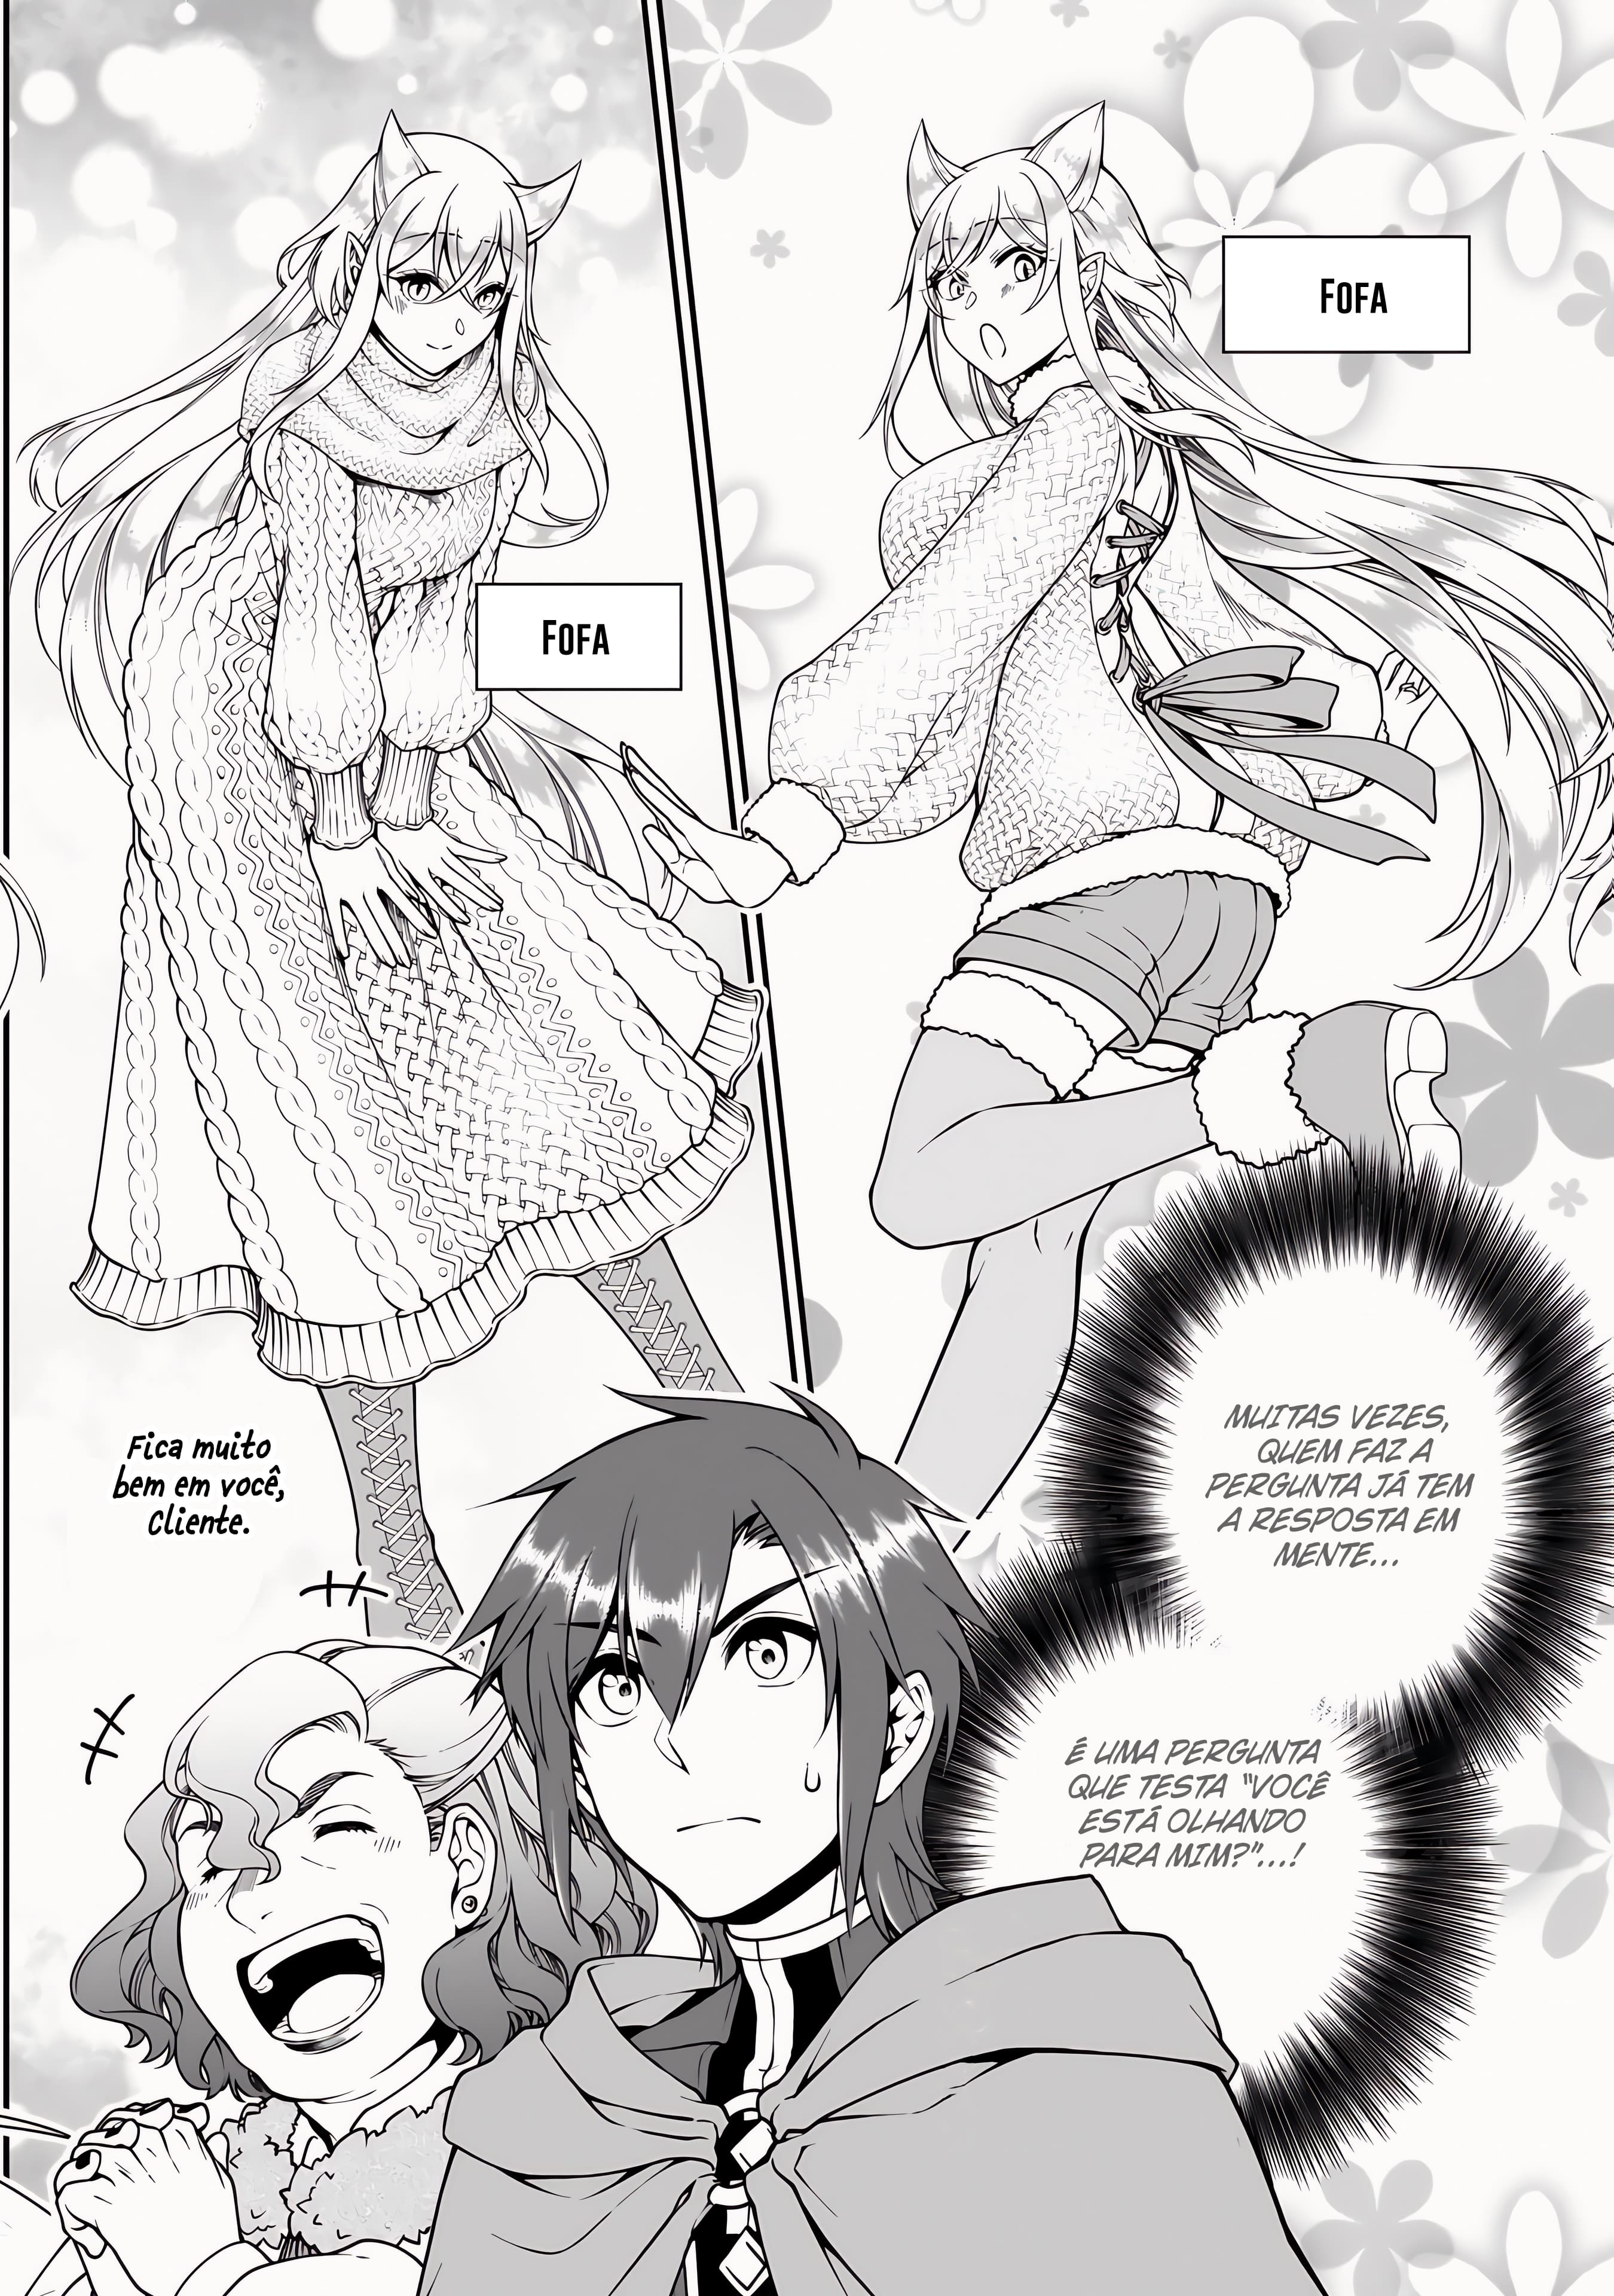 FOFA
FOFA
MUITAS VEZES,
QUEM FAZ A
PERGUNTA JÁ TEM
A RESPOSTA EM
MENTE...
É UMA PERGUNTA
QUE TESTA "VOCÊ
ESTÁ OLHANDO
PARA MIM?"...!
Fica muito
bem em você,
Cliente.